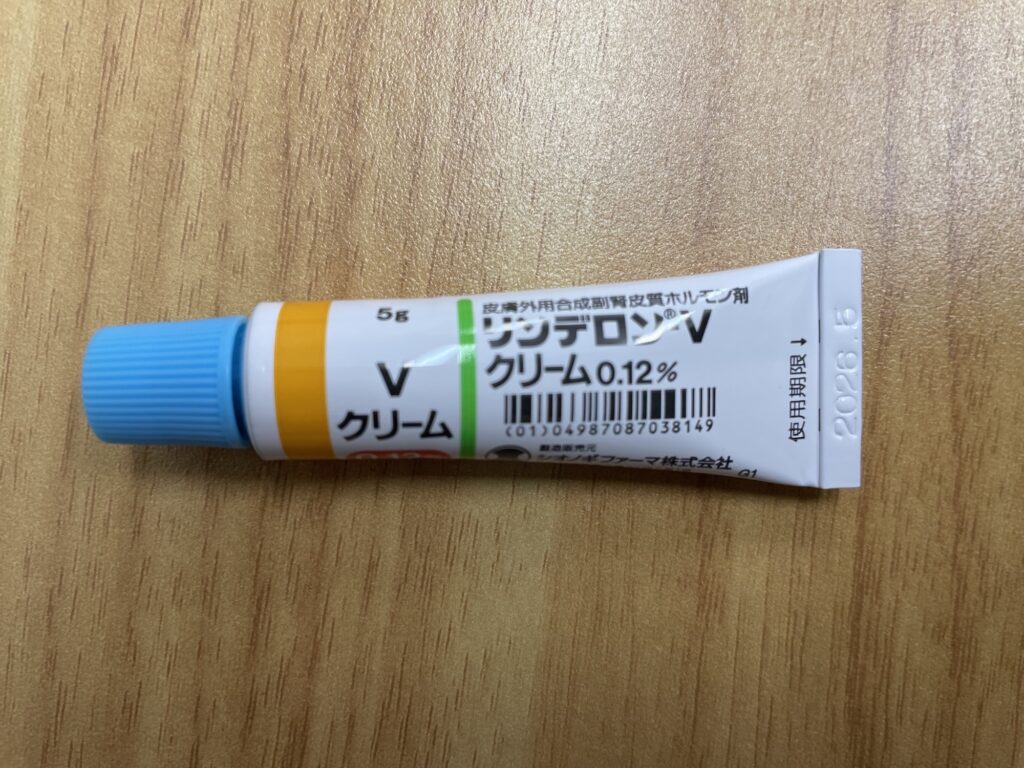 5g
V
クリーム
皮膚外用合成副腎皮質ホルモン剤
リンデロン®-V
クリーム0.12%
(01)04987087038149
製造販売元
シオノギファーマ株式会社
G1
使用期限→
2026.5